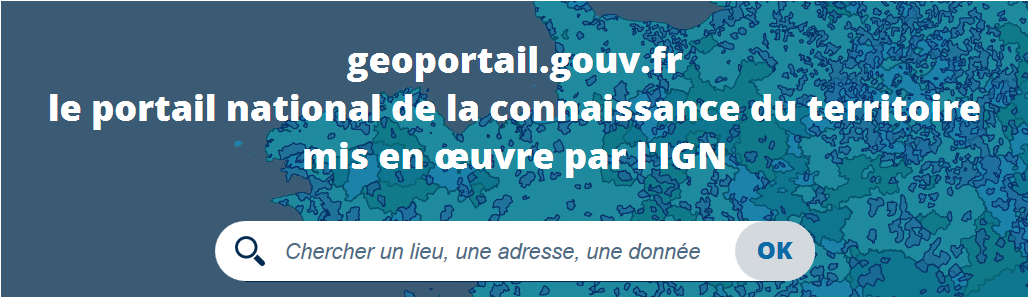 geoportail.gouv.fr
le portail national de la connaissance du territoire
mis en œuvre par l'IGN
Chercher un lieu, une adresse, une donnée
OK